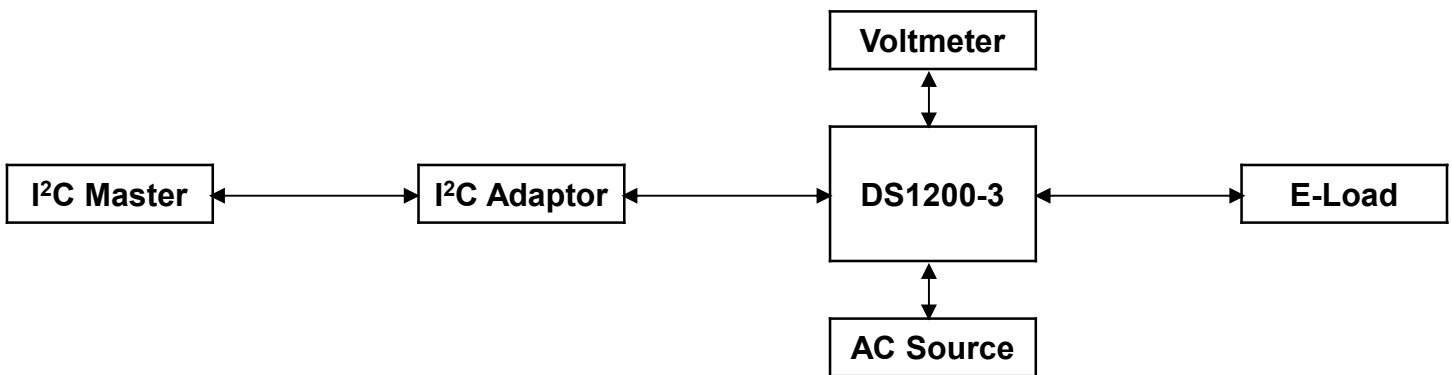 Voltmeter
I²C Master
I²C Adaptor
DS1200-3
E-Load
AC Source